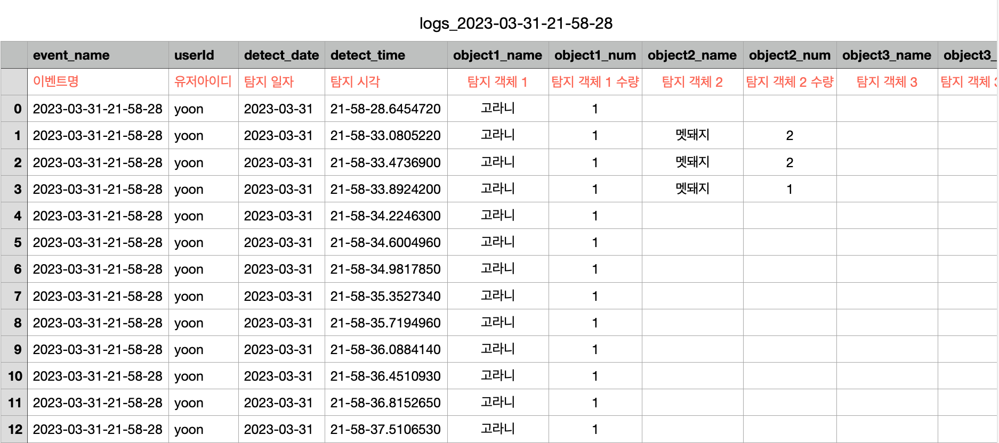 logs_2023-03-31-21-58-28
event_name userId detect_date detect_time object1_name object1_num object2_name object2_num object3_name object3_
이벤트명 유저아이디 탐지 일자 탐지 시각 탐지 객체 1 탐지 객체 1 수량 탐지 객체 2 탐지 객체 2 수량 탐지 객체 3 탐지 객체
0 2023-03-31-21-58-28 yoon 2023-03-31 21-58-28.6454720 고라니 1
1 2023-03-31-21-58-28 yoon 2023-03-31 21-58-33.0805220 고라니 1 멧돼지 2
2 2023-03-31-21-58-28 yoon 2023-03-31 21-58-33.4736900 고라니 1 멧돼지 2
3 2023-03-31-21-58-28 yoon 2023-03-31 21-58-33.8924200 고라니 1 멧돼지 1
4 2023-03-31-21-58-28 yoon 2023-03-31 21-58-34.2246300 고라니 1
5 2023-03-31-21-58-28 yoon 2023-03-31 21-58-34.6004960 고라니 1
6 2023-03-31-21-58-28 yoon 2023-03-31 21-58-34.9817850 고라니 1
7 2023-03-31-21-58-28 yoon 2023-03-31 21-58-35.3527340 고라니 1
8 2023-03-31-21-58-28 yoon 2023-03-31 21-58-35.7194960 고라니 1
9 2023-03-31-21-58-28 yoon 2023-03-31 21-58-36.0884140 고라니 1
10 2023-03-31-21-58-28 yoon 2023-03-31 21-58-36.4510930 고라니 1
11 2023-03-31-21-58-28 yoon 2023-03-31 21-58-36.8152650 고라니 1
12 2023-03-31-21-58-28 yoon 2023-03-31 21-58-37.5106530 고라니 1